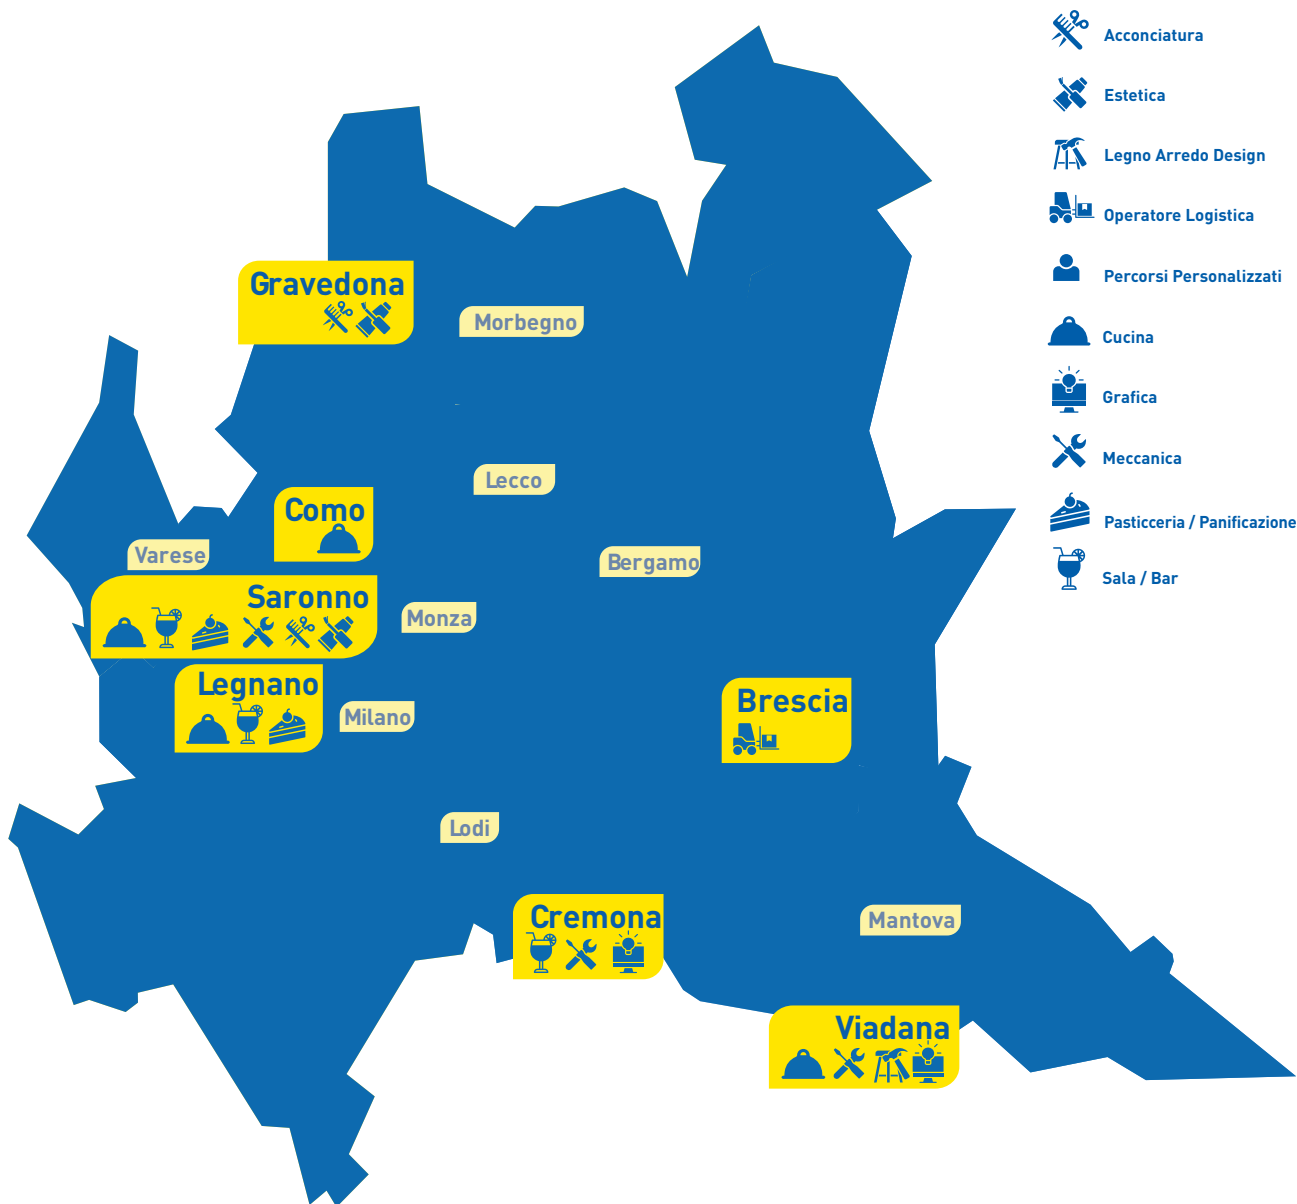 Acconciatura
Estetica
Legno Arredo Design
Operatore Logistica
Percorsi Personalizzati
Cucina
Grafica
Meccanica
Pasticceria / Panificazione
Sala / Bar
Gravedona
Morbegno
Lecco
Como
Varese
Bergamo
Saronno
Monza
Legnano
Milano
Brescia
Lodi
Cremona
Mantova
Viadana